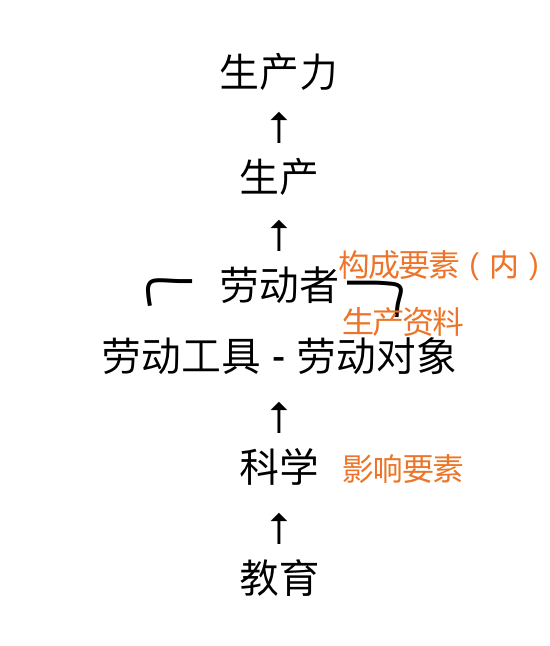 生产力
↑
生产
↑
劳动者 构成要素（内）
生产资料
劳动工具 - 劳动对象
↑
科学 影响要素
↑
教育